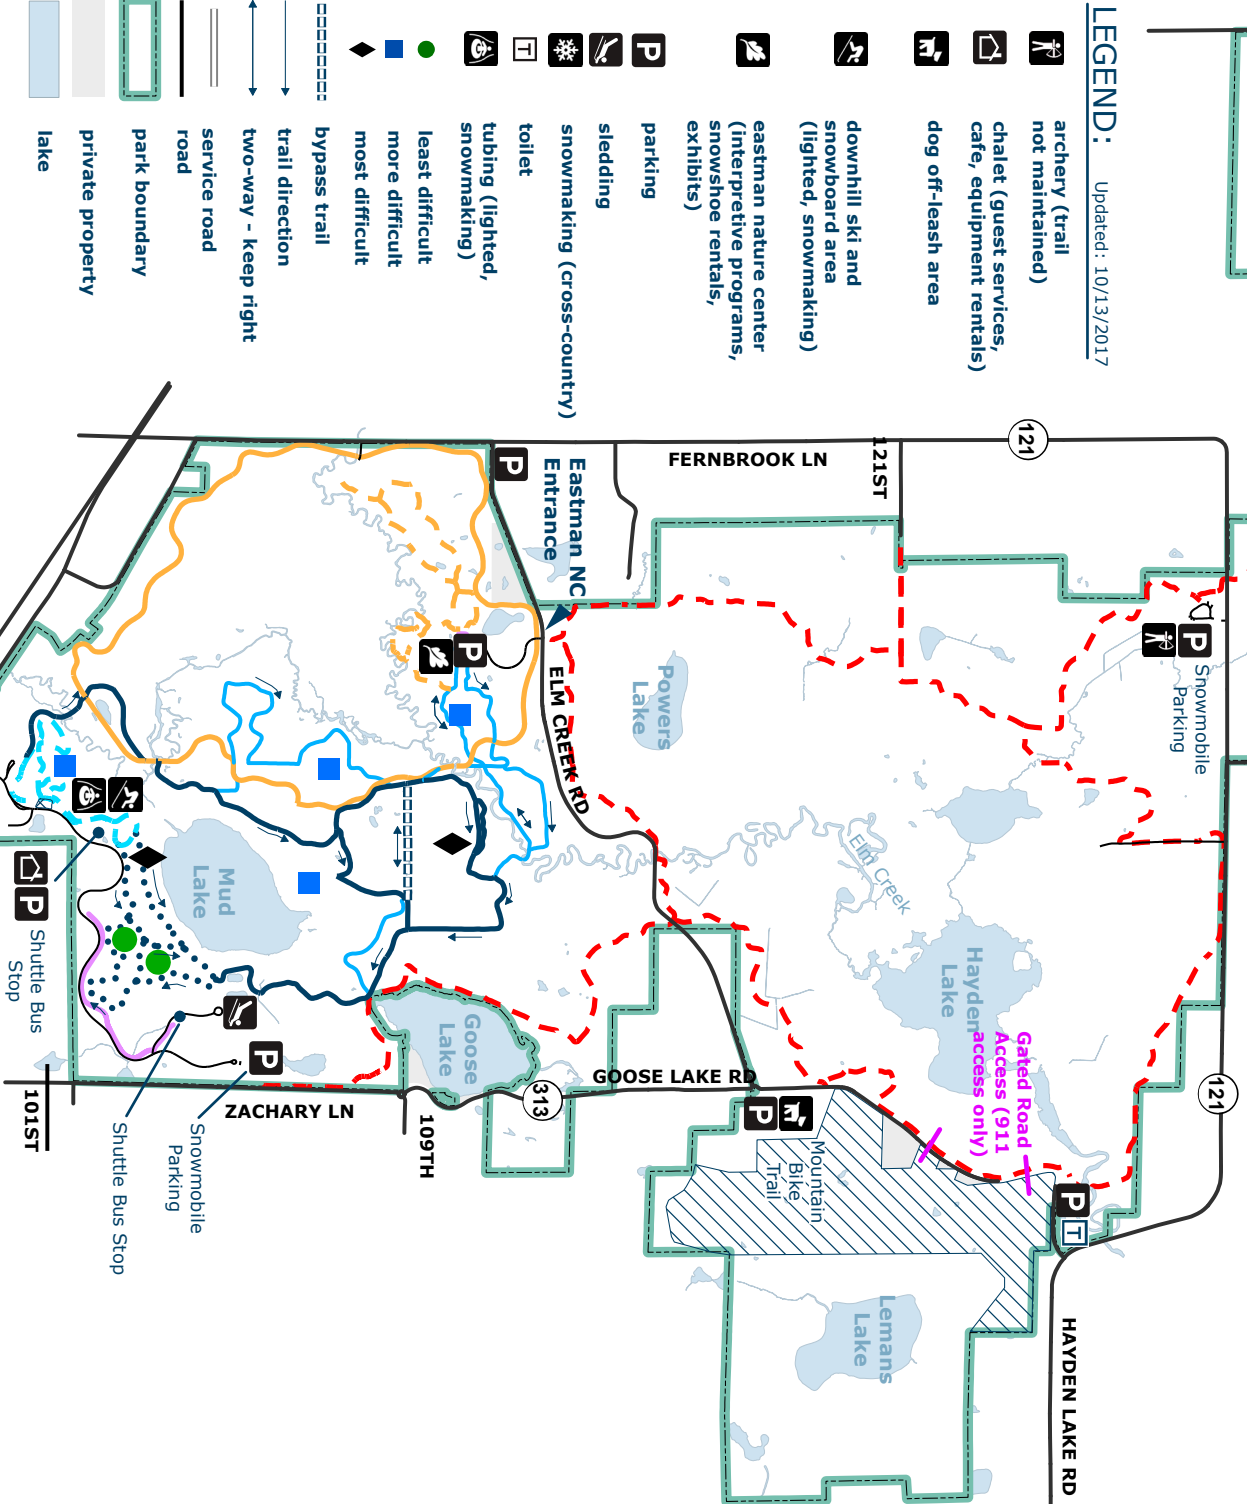 LEGEND:
Updated: 10/13/2017
archery (trail
not maintained)
chalet (guest services,
cafe, equipment rentals)
dog off-leash area
downhill ski and
snowboard area
(lighted, snowmaking)
eastman nature center
(interpretive programs,
snowshoe rentals,
exhibits)
P
parking
sledding
snowmaking (cross-country)
T
toilet
tubing (lighted,
snowmaking)
least difficult
more difficult
most difficult
bypass trail
trail direction
two-way - keep right
service road
road
park boundary
private property
lake
121
FERNBROOK LN
121ST
P
Eastman NC
Entrance
P
Snowmobile
Parking
P
ELM CREEK RD
Powers
Lake
Elm Creek
Hayden
Lake
Gated Road
Access (911
access only)
121
Mud
Lake
P
Shuttle Bus
Stop
Goose
Lake
P
GOOSE LAKE RD
313
P
Mountain
Bike
Trail
P
T
101ST
ZACHARY LN
109TH
Snowmobile
Parking
Shuttle Bus Stop
Lemans
Lake
HAYDEN LAKE RD